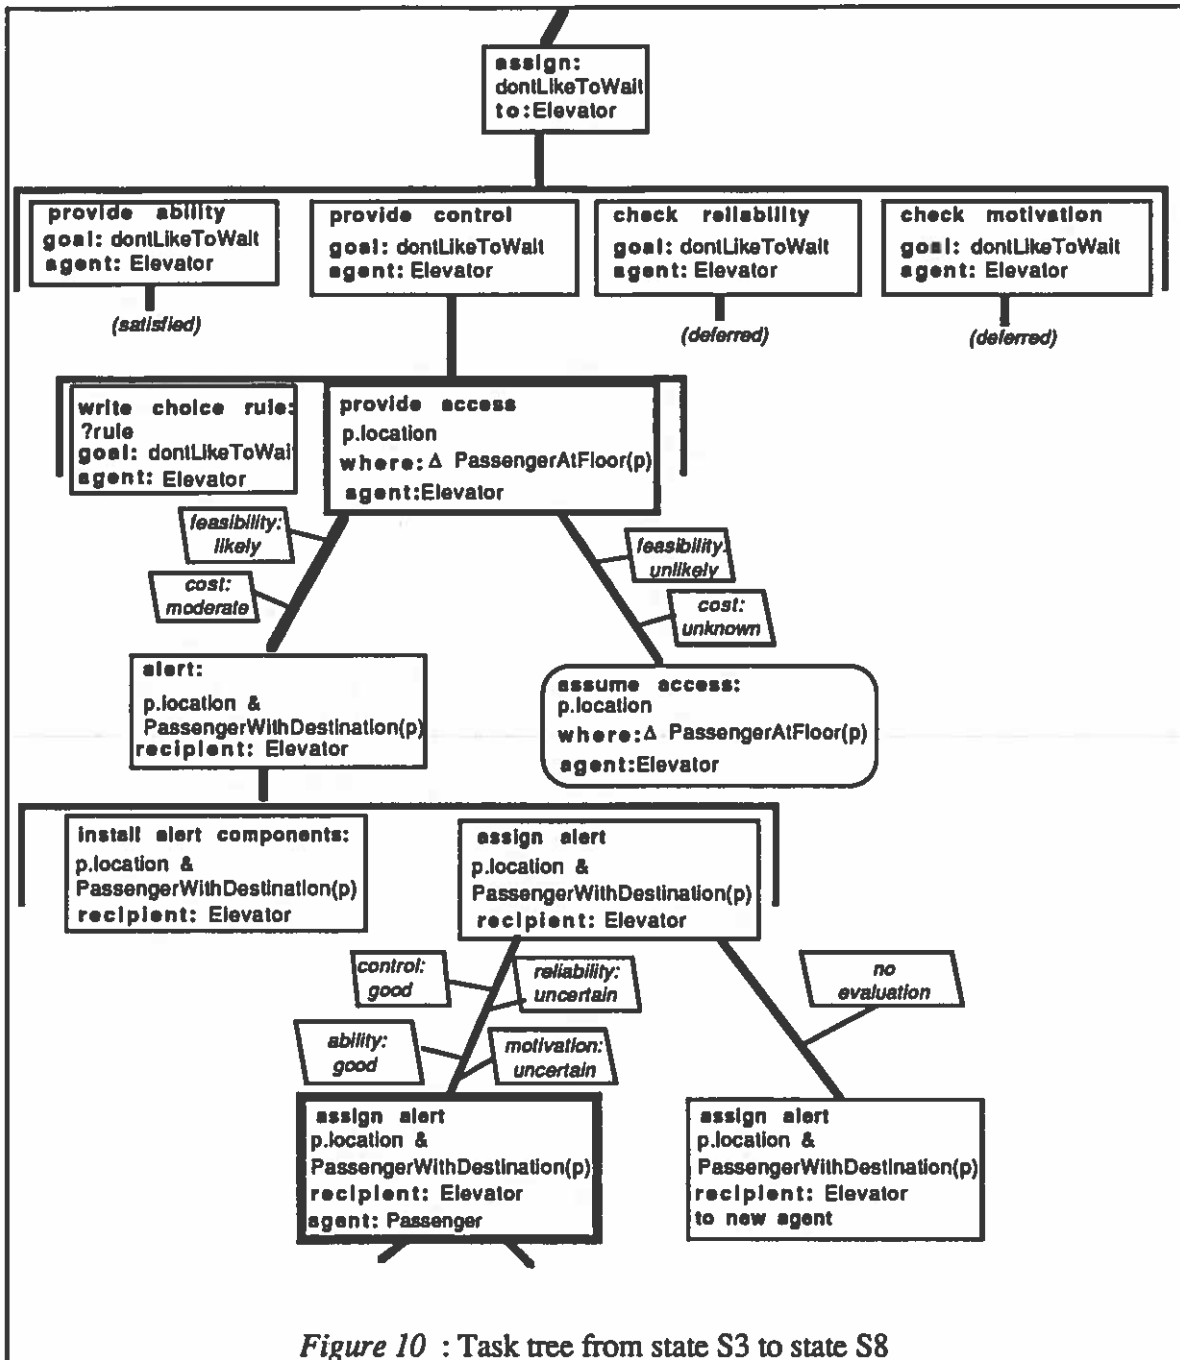 assign:
dontLikeToWait
to:Elevator
provide ability
goal: dontLikeToWait
agent: Elevator
provide control
goal: dontLikeToWait
agent: Elevator
check reliability
goal: dontLikeToWait
agent: Elevator
check motivation
goal: dontLikeToWait
agent: Elevator
(satisfied)
(deferred)
(deferred)
write choice rule:
?rule
goal: dontLikeToWai
agent: Elevator
provide access
p.location
where: Δ PassengerAtFloor(p)
agent:Elevator
feasibility:
likely
cost:
moderate
feasibility:
unlikely
cost:
unknown
alert:
p.location &
PassengerWithDestination(p)
recipient: Elevator
assume access:
p.location
where: Δ PassengerAtFloor(p)
agent:Elevator
install alert components:
p.location &
PassengerWithDestination(p)
recipient: Elevator
assign alert
p.location &
PassengerWithDestination(p)
recipient: Elevator
control:
good
reliability:
uncertain
ability:
good
motivation:
uncertain
no
evaluation
assign alert
p.location &
PassengerWithDestination(p)
recipient: Elevator
agent: Passenger
assign alert
p.location &
PassengerWithDestination(p)
recipient: Elevator
to new agent
Figure 10 : Task tree from state S3 to state S8